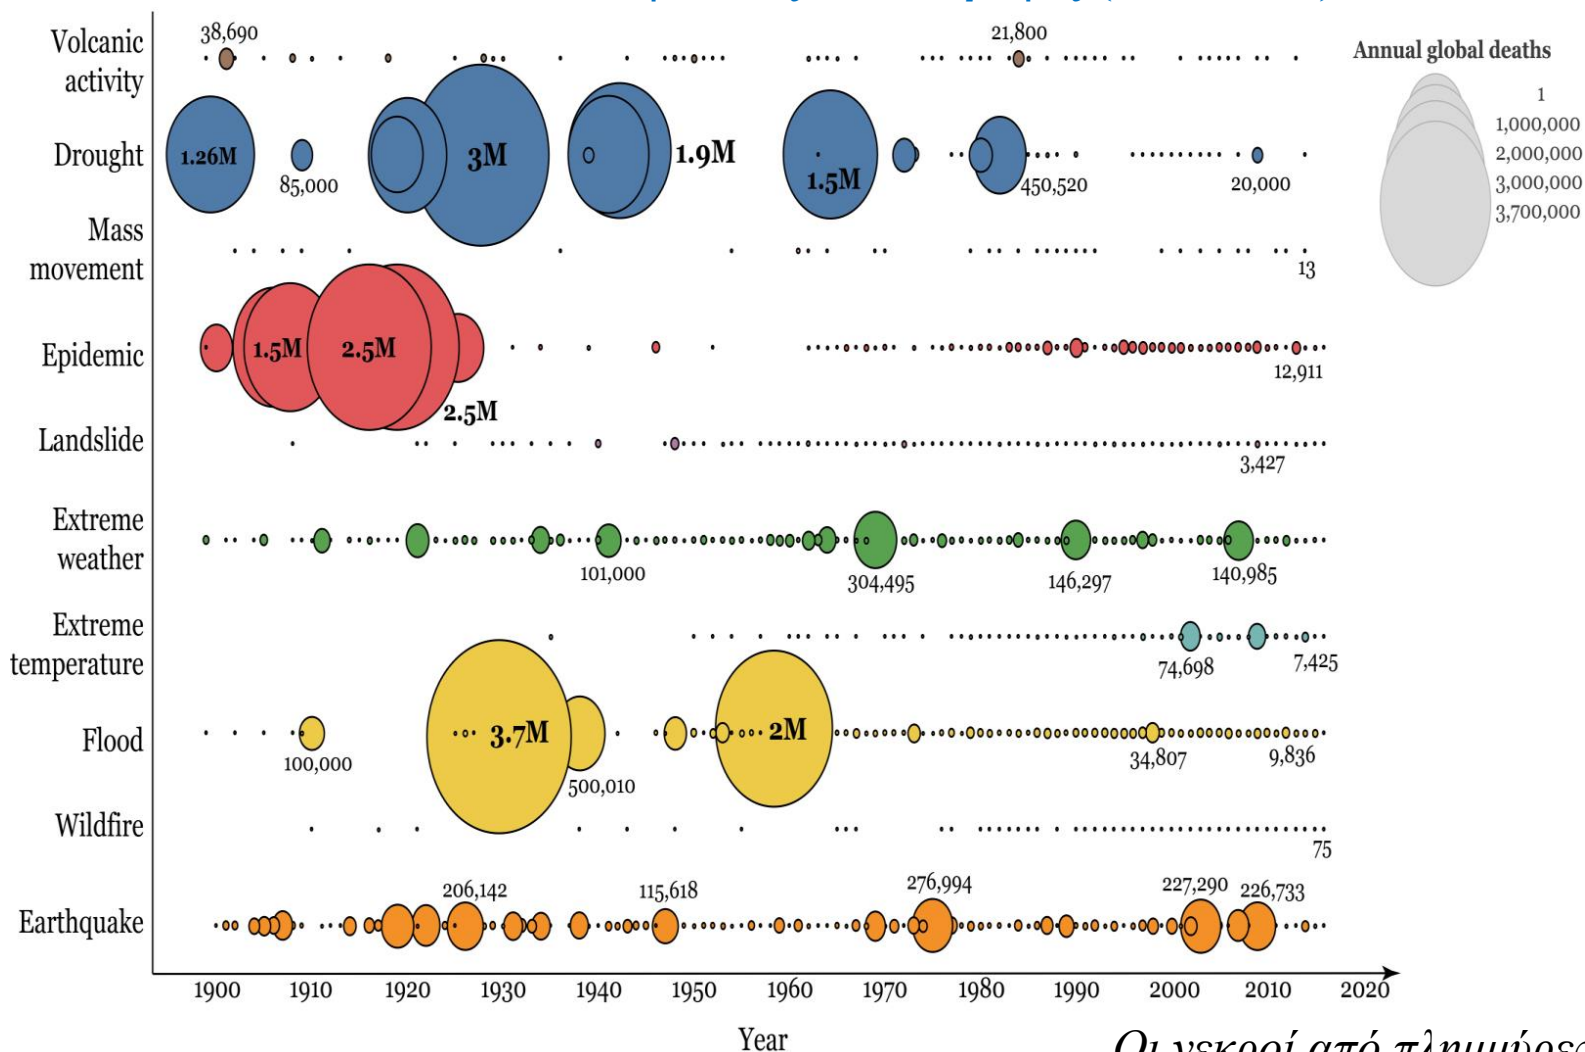 38,690
21,800
Volcanic
activity
Annual global deaths
1
1,000,000
2,000,000
3,000,000
3,700,000
Drought
1.26M
85,000
3M
1.9M
1.5M
450,520
20,000
Mass
movement
13
Epidemic
1.5M
2.5M
2.5M
12,911
Landslide
3,427
Extreme
weather
101,000
304,495
146,297
140,985
Extreme
temperature
74,698
7,425
Flood
100,000
3.7M
500,010
2M
34,807
9,836
Wildfire
75
Earthquake
206,142
115,618
276,994
227,290
226,733
1900 1910 1920 1930 1940 1950 1960 1970 1980 1990 2000 2010 2020
Year
Οι νεκροί από πλημμύρες